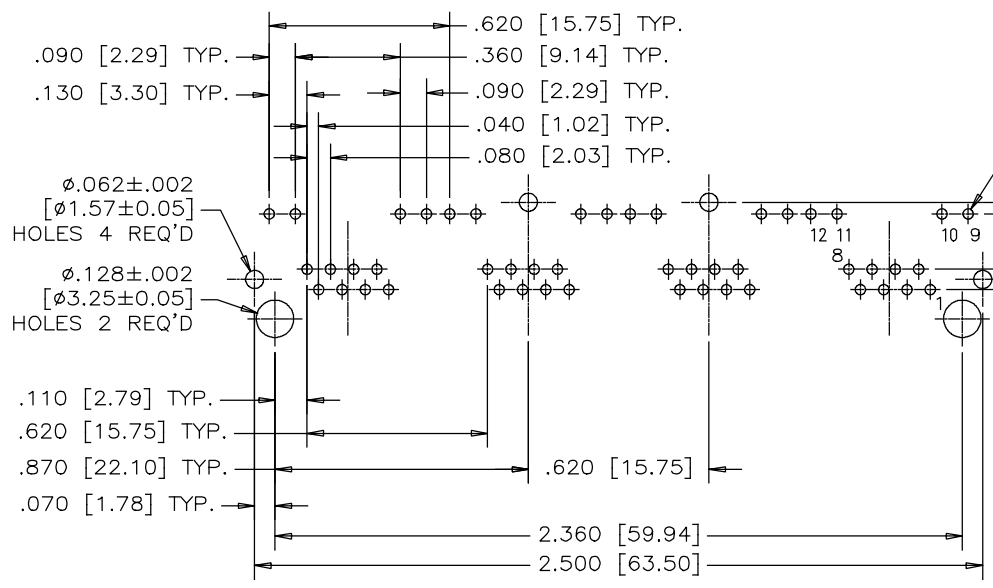 .620 [15.75] TYP.
.090 [2.29] TYP.
.360 [9.14] TYP.
.130 [3.30] TYP.
.090 [2.29] TYP.
.040 [1.02] TYP.
.080 [2.03] TYP.
ø.062±.002
[ø1.57±0.05]
HOLES 4 REQ'D
12 11
10 9
8
ø.128±.002
[ø3.25±0.05]
HOLES 2 REQ'D
1
.110 [2.79] TYP.
.620 [15.75] TYP.
.870 [22.10] TYP.
.620 [15.75]
.070 [1.78] TYP.
2.360 [59.94]
2.500 [63.50]